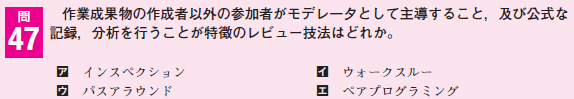 問47 作業成果物の作成者以外の参加者がモデレータとして主導すること，及び公式な
記録，分析を行うことが特徴のレビュー技法はどれか。
ア インスペクション イ ウォークスルー
ウ パスアラウンド エ ペアプログラミング